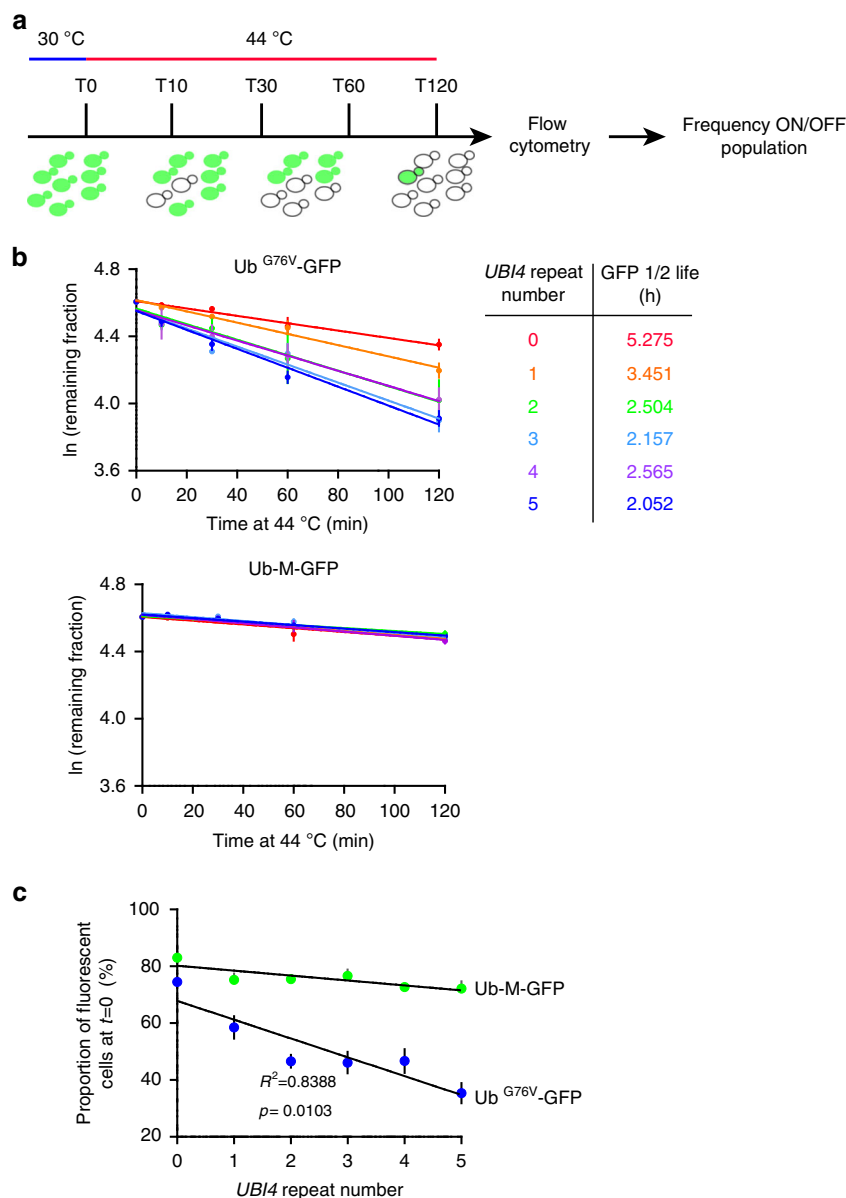 a
30 °C 44 °C
T0 T10 T30 T60 T120
Flow cytometry
Frequency ON/OFF population
b
Ub G76V-GFP
ln (remaining fraction)
4.8
4.4
4.0
3.6
0 20 40 60 80 100 120
Time at 44 °C (min)
UBI4 repeat number GFP 1/2 life (h)
0 5.275
1 3.451
2 2.504
3 2.157
4 2.565
5 2.052
Ub-M-GFP
ln (remaining fraction)
4.8
4.4
4.0
3.6
0 20 40 60 80 100 120
Time at 44 °C (min)
c
Proportion of fluorescent cells at t=0 (%)
100
80
60
40
20
Ub-M-GFP
Ub G76V-GFP
R²=0.8388
p= 0.0103
0 1 2 3 4 5
UBI4 repeat number